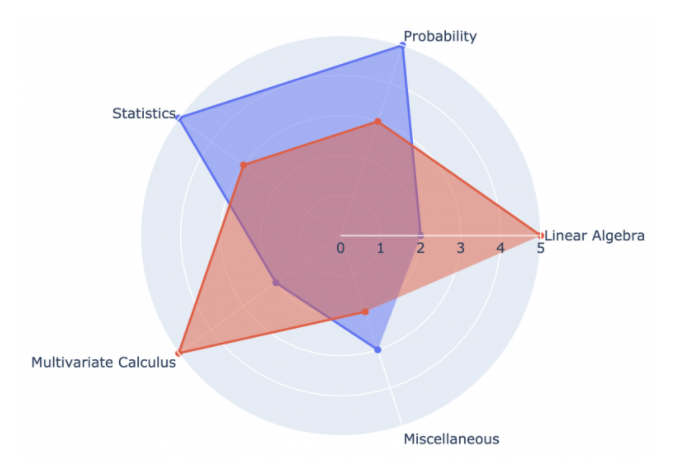 Probability
Statistics
Linear Algebra
0 1 2 3 4 5
Multivariate Calculus
Miscellaneous